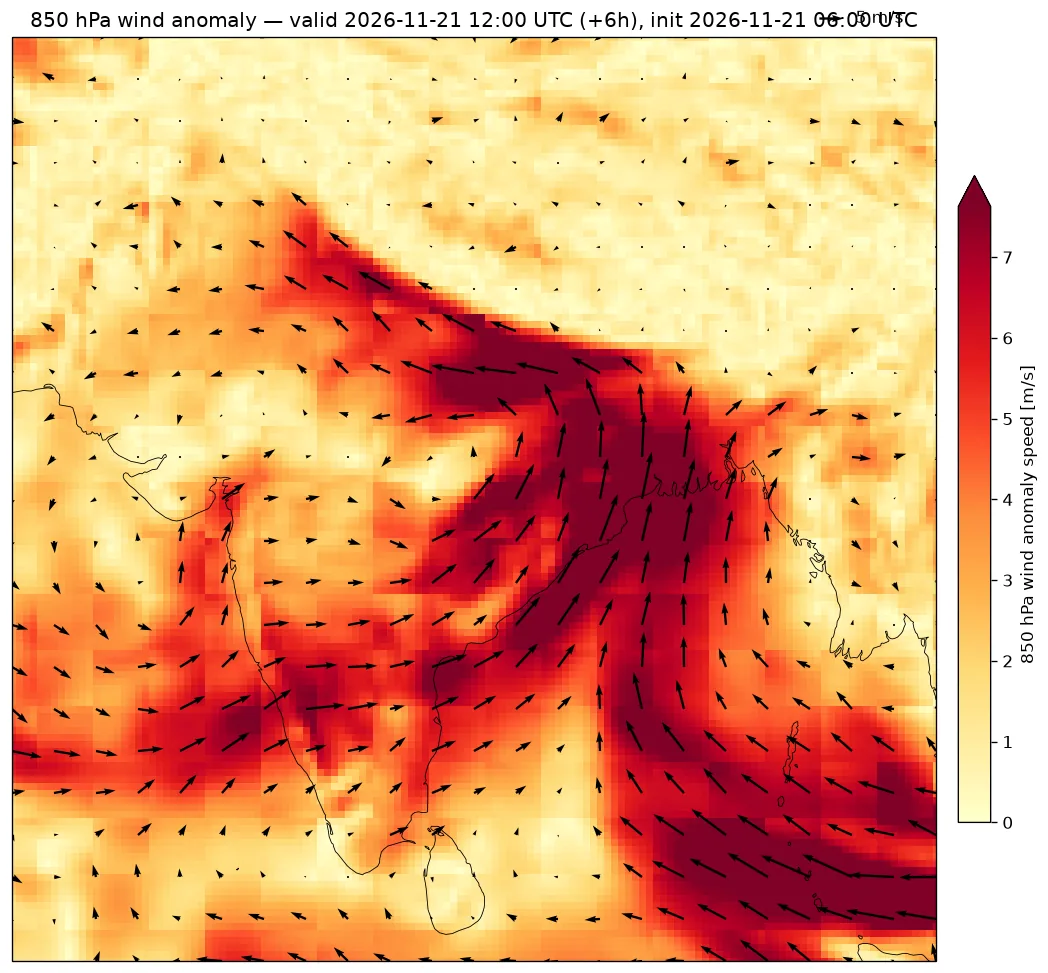 850 hPa wind anomaly — valid 2026-11-21 12:00 UTC (+6h), init 2026-11-21 06:00 UTC
5 m/s
7
6
5
4
3
2
1
0
850 hPa wind anomaly speed [m/s]